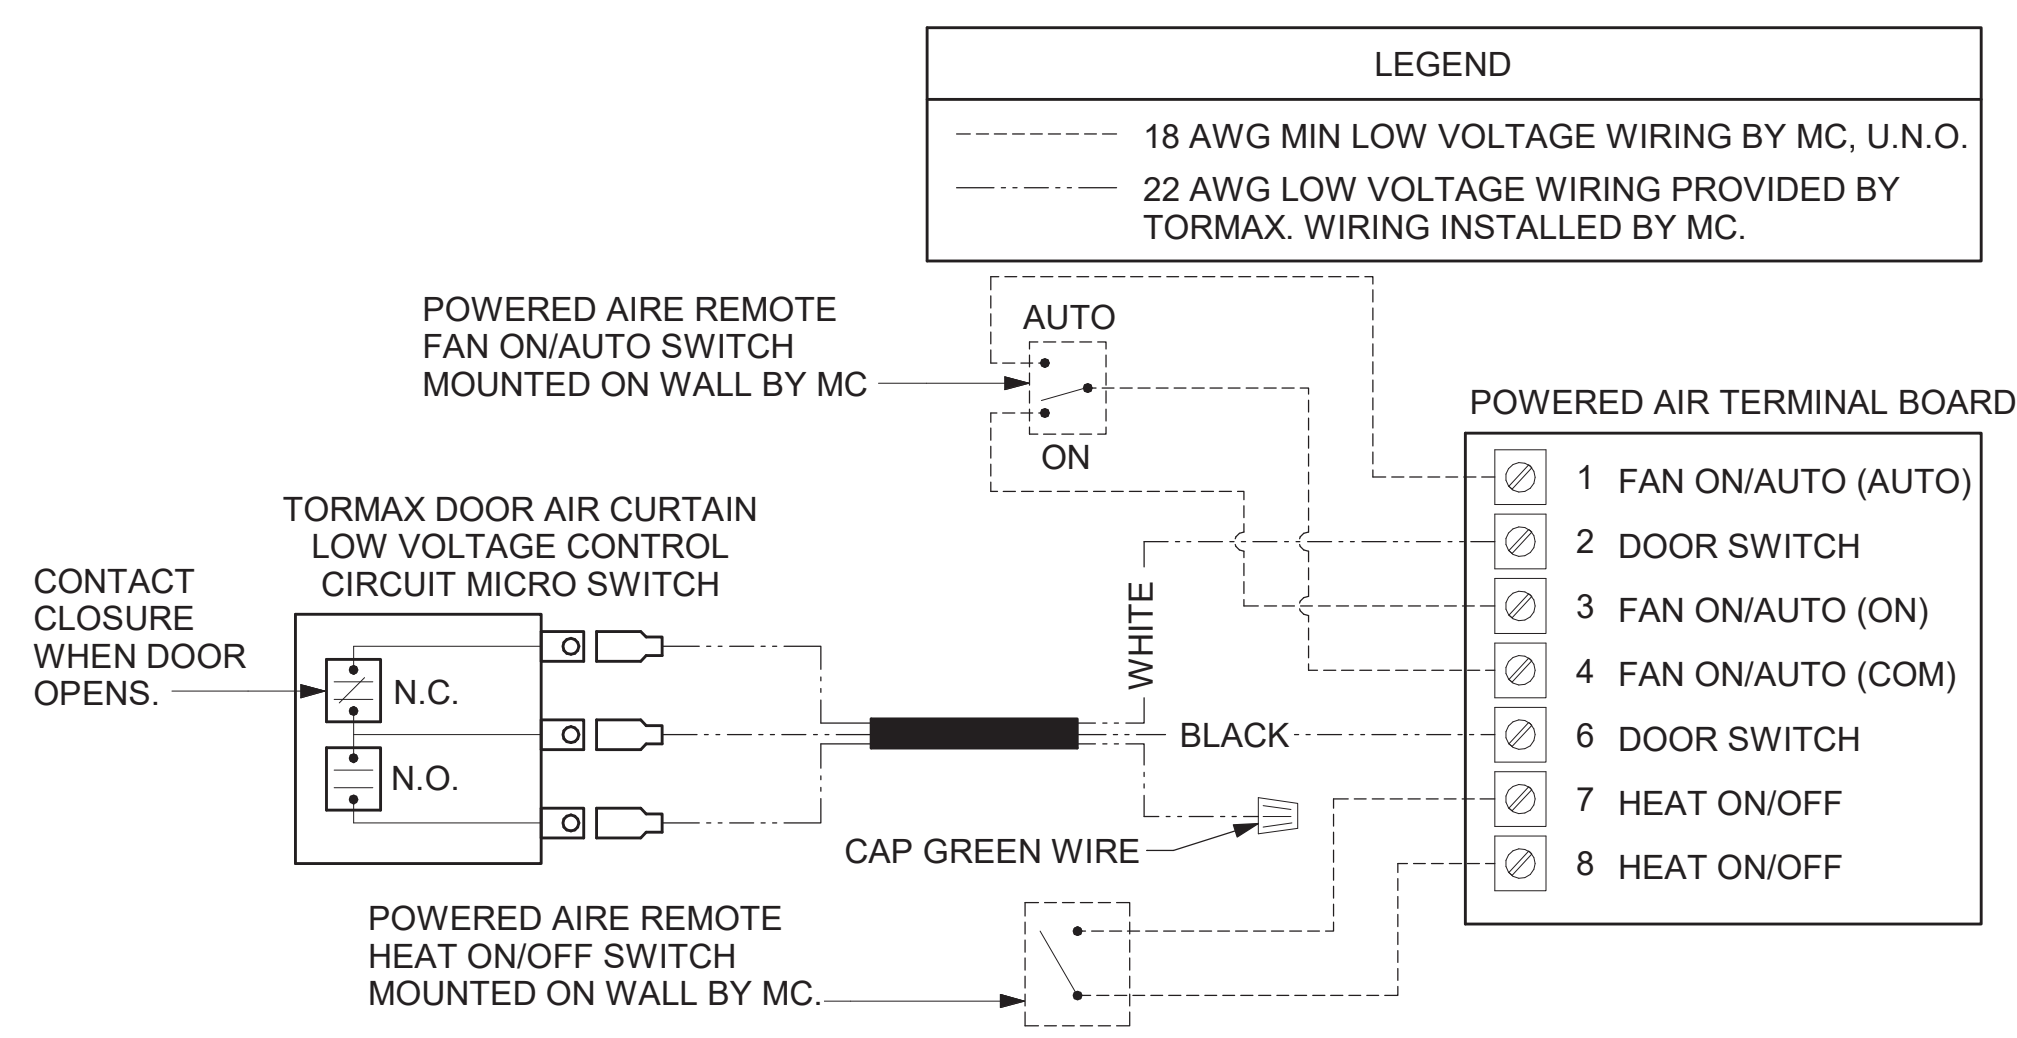 LEGEND
18 AWG MIN LOW VOLTAGE WIRING BY MC, U.N.O.
22 AWG LOW VOLTAGE WIRING PROVIDED BY
TORMAX. WIRING INSTALLED BY MC.
POWERED AIRE REMOTE
FAN ON/AUTO SWITCH
MOUNTED ON WALL BY MC
AUTO
ON
POWERED AIR TERMINAL BOARD
1 FAN ON/AUTO (AUTO)
2 DOOR SWITCH
3 FAN ON/AUTO (ON)
4 FAN ON/AUTO (COM)
6 DOOR SWITCH
7 HEAT ON/OFF
8 HEAT ON/OFF
TORMAX DOOR AIR CURTAIN
LOW VOLTAGE CONTROL
CIRCUIT MICRO SWITCH
CONTACT
CLOSURE
WHEN DOOR
OPENS.
N.C.
N.O.
WHITE
BLACK
CAP GREEN WIRE
POWERED AIRE REMOTE
HEAT ON/OFF SWITCH
MOUNTED ON WALL BY MC.